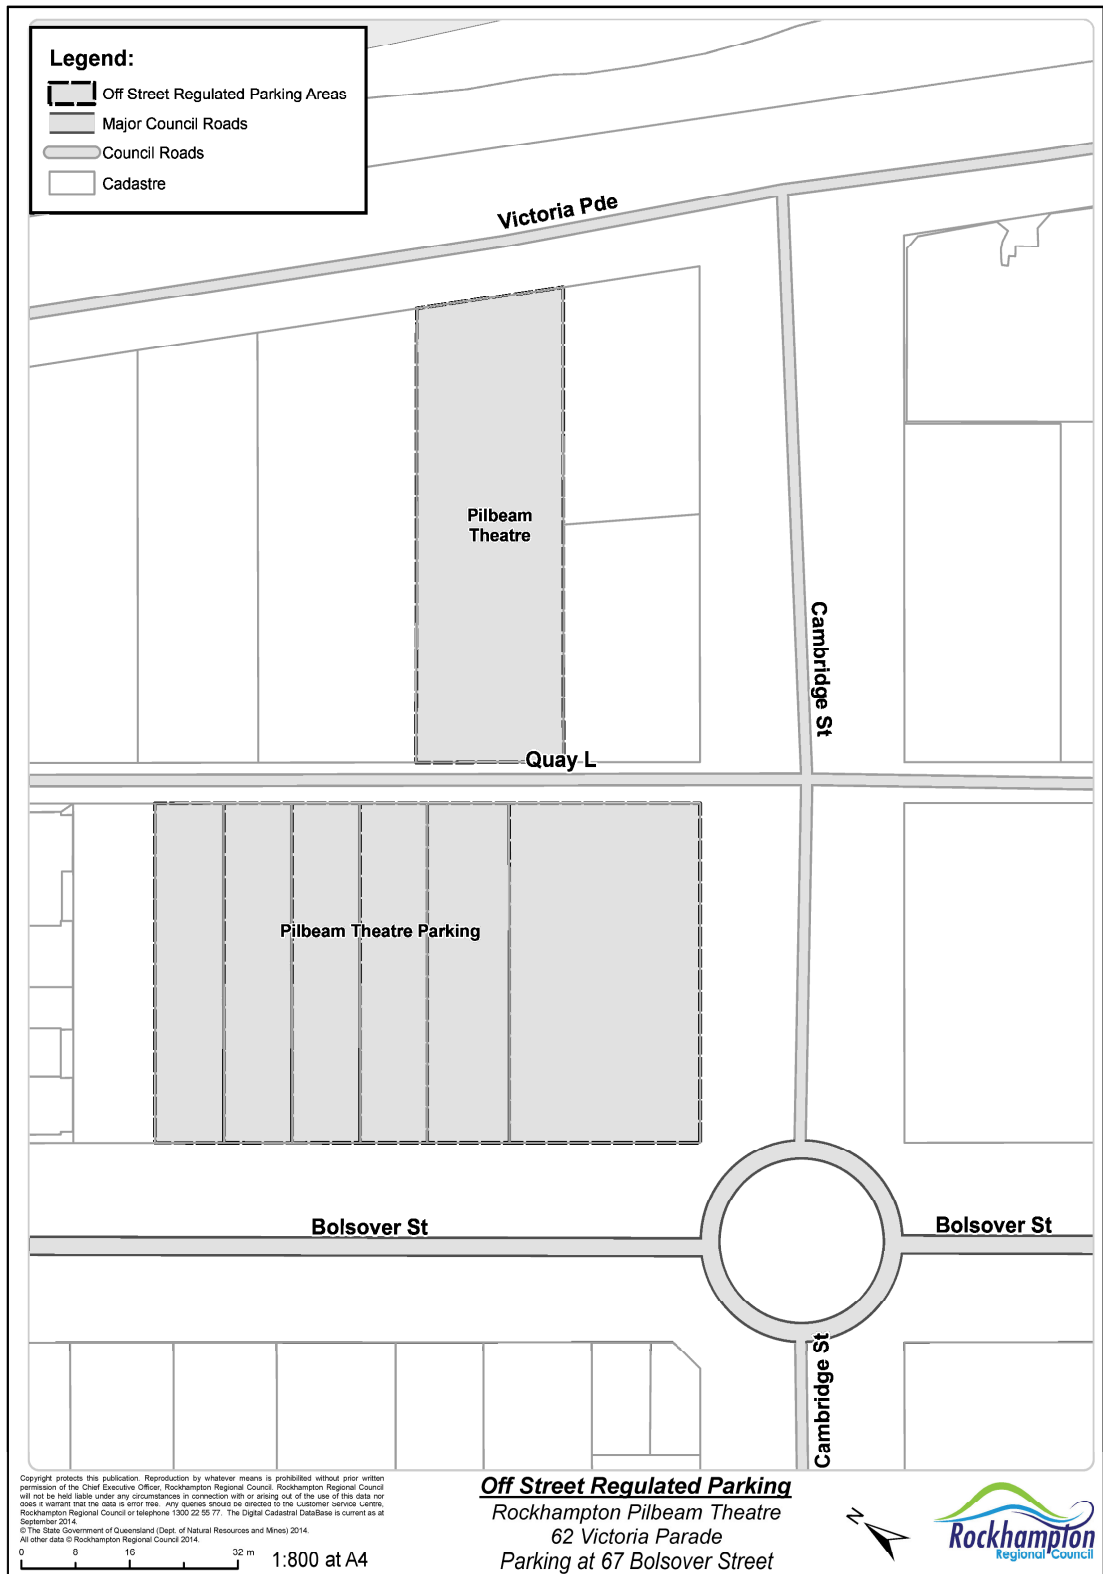 Legend:
Off Street Regulated Parking Areas
Major Council Roads
Council Roads
Cadastre
Victoria Pde
Pilbeam
Theatre
Cambridge St
Quay L
Pilbeam Theatre Parking
Bolsover St
Bolsover St
Cambridge St
Copyright protects this publication. Reproduction by whatever means is prohibited without prior written
permission of the Chief Executive Officer, Rockhampton Regional Council. Rockhampton Regional Council
will not be held liable under any circumstances in connection with or arising out of the use of this data nor
does it warrant that the data is error free. Any queries should be directed to the Customer Service Centre,
Rockhampton Regional Council or telephone 1300 22 55 77. The Digital Cadastral DataBase is current as at
September 2014.
© The State Government of Queensland (Dept. of Natural Resources and Mines) 2014.
All other data © Rockhampton Regional Council 2014.
0 8 16 32 m
1:800 at A4
Off Street Regulated Parking
Rockhampton Pilbeam Theatre
62 Victoria Parade
Parking at 67 Bolsover Street
N
Rockhampton
Regional Council